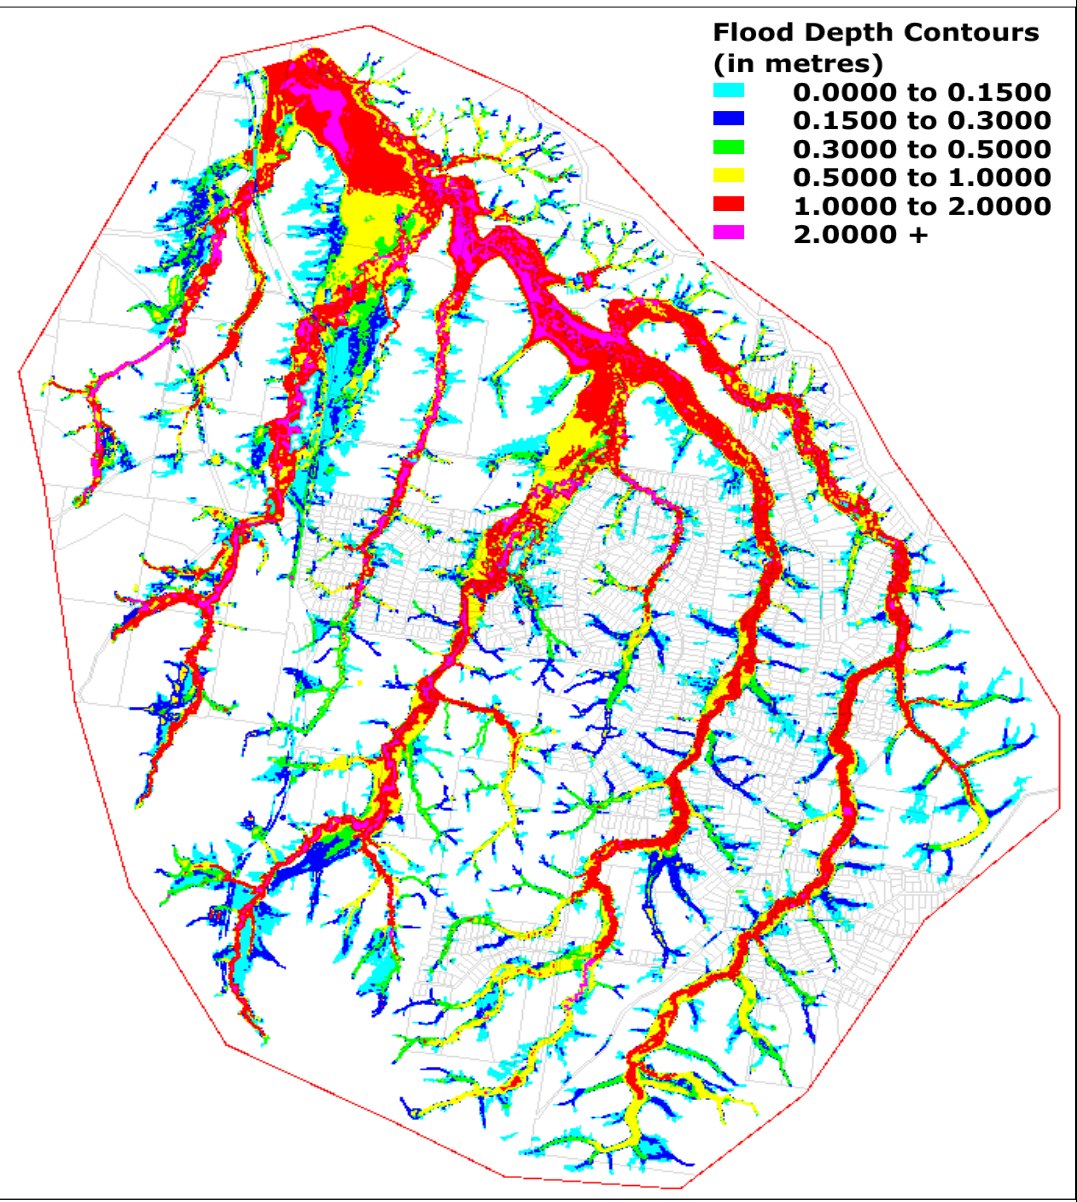 Flood Depth Contours
(in metres)
0.0000 to 0.1500
0.1500 to 0.3000
0.3000 to 0.5000
0.5000 to 1.0000
1.0000 to 2.0000
2.0000 +